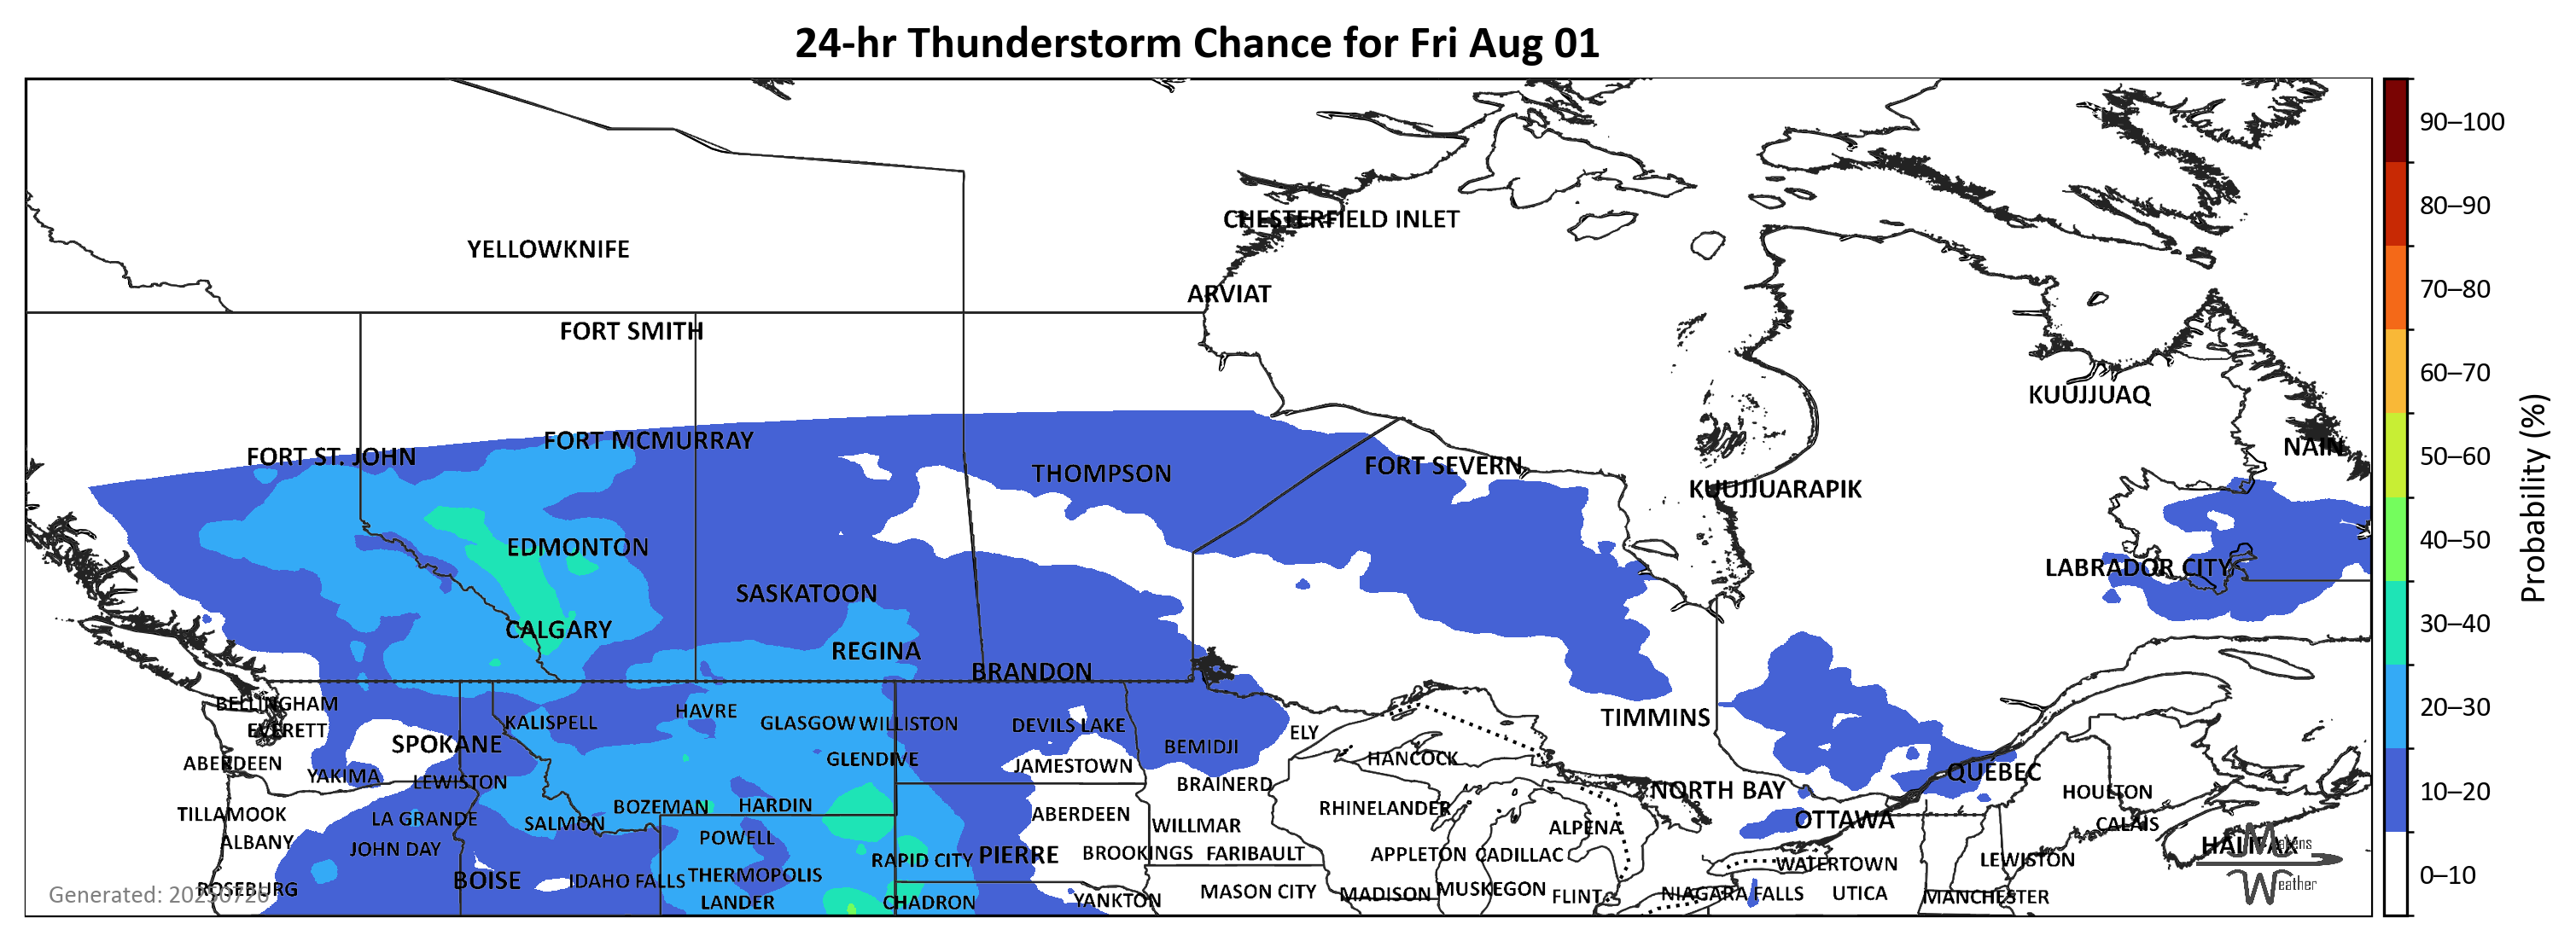 24-hr Thunderstorm Chance for Fri Aug 01
90–100
80–90
CHESTERFIELD INLET
YELLOWKNIFE
70–80
ARVIAT
FORT SMITH
60–70
KUUJJUAQ
FORT MCMURRAY
NAIN
FORT ST. JOHN
50–60
FORT SEVERN
THOMPSON
KUUJJUARAPIK
Probability (%)
40–50
EDMONTON
LABRADOR CITY
SASKATOON
30–40
CALGARY
REGINA
BRANDON
BELLINGHAM
20–30
HAVRE
TIMMINS
KALISPELL
GLASGOW WILLISTON
DEVILS LAKE
EVERETT
ELY
SPOKANE
BEMIDJI
HANCOCK
GLENDIVE
ABERDEEN
JAMESTOWN
QUEBEC
YAKIMA
LEWISTON
BRAINERD
NORTH BAY
10–20
HOULTON
BOZEMAN
HARDIN
RHINELANDER
TILLAMOOK
ABERDEEN
LA GRANDE
OTTAWA
SALMON
WILLMAR
CALAIS
ALPENA
POWELL
ALBANY
HALIFAX
Makens
JOHN DAY
BROOKINGS
FARIBAULT
APPLETON
CADILLAC
PIERRE
RAPID CITY
LEWISTON
WATERTOWN
THERMOPOLIS
0–10
BOISE
IDAHO FALLS
Weather
ROSEBURG
MUSKEGON
MASON CITY
MADISON
NIAGARA FALLS
UTICA
Generated: 20250726
FLINT
MANCHESTER
YANKTON
LANDER
CHADRON